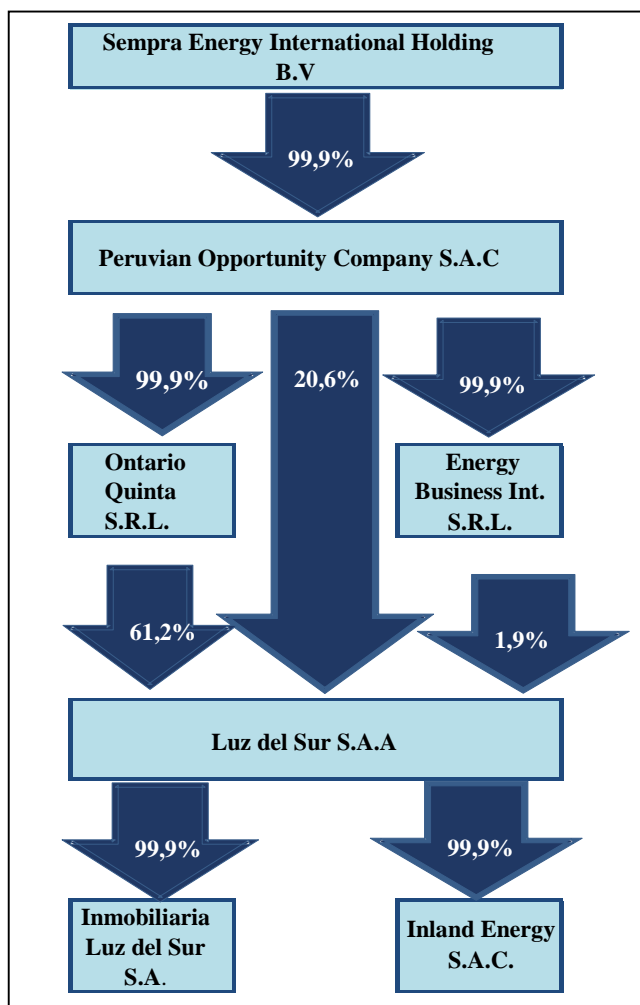 Sempra Energy International Holding
B.V
99,9%
Peruvian Opportunity Company S.A.C
99,9%
20,6%
99,9%
Ontario
Quinta
S.R.L.
Energy
Business Int.
S.R.L.
61,2%
1,9%
Luz del Sur S.A.A
99,9%
99,9%
Inmobiliaria
Luz del Sur
S.A.
Inland Energy
S.A.C.